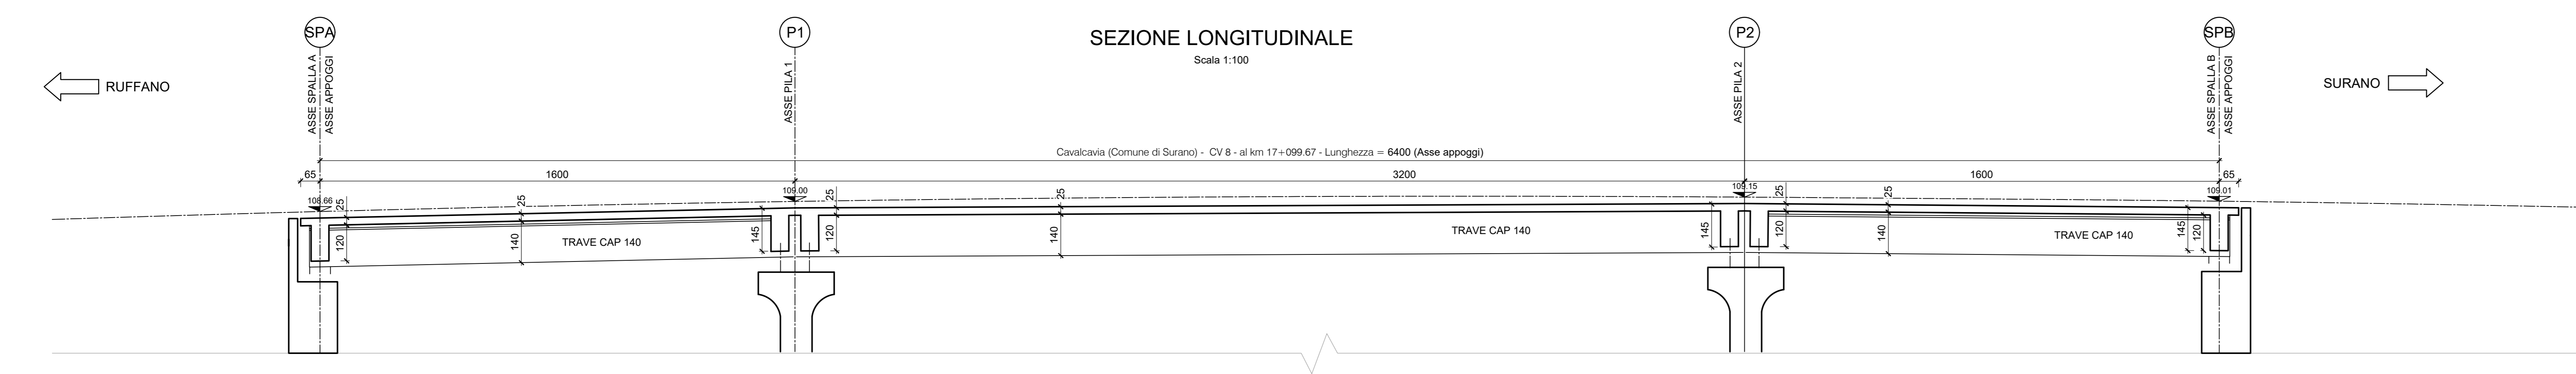 SPA
P1
SEZIONE LONGITUDINALE
Scala 1:100
P2
SPB
RUFFANO
ASSE SPALLA A
ASSE APPOGGI
ASSE PILA 1
ASSE PILA 2
ASSE SPALLA B
ASSE APPOGGI
SURANO
Cavalcavia (Comune di Surano) - CV 8 - al km 17+099.67 - Lunghezza = 6400 (Asse appoggi)
65
1600
3200
1600
65
108.66
25
25
109.00
25
25
109.15
25
25
109.01
120
140
TRAVE CAP 140
145
120
140
TRAVE CAP 140
145
120
140
TRAVE CAP 140
145
120